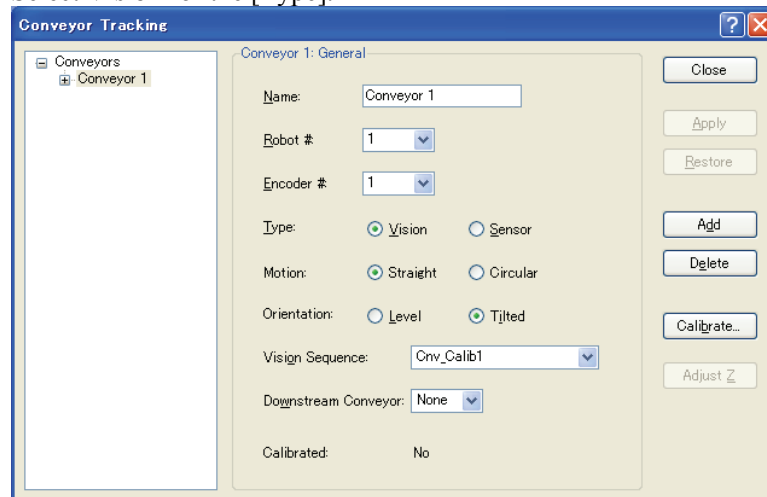 Conveyor Tracking
Conveyors
Conveyor 1
Conveyor 1: General
Name: Conveyor 1
Robot # 1
Encoder # 1
Type: Vision Sensor
Motion: Straight Circular
Orientation: Level Tilted
Vision Sequence: Cnv_Calib1
Downstream Conveyor: None
Calibrated: No
Close
Apply
Restore
Add
Delete
Calibrate...
Adjust Z